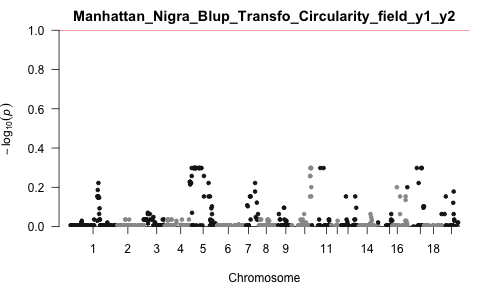 Manhattan_Nigra_Blup_Transfo_Circularity_field_y1_y2
1.0
0.8
0.6
0.4
0.2
0.0
− log10(p)
1 2 3 4 5 6 7 8 9 11 14 16 18
Chromosome